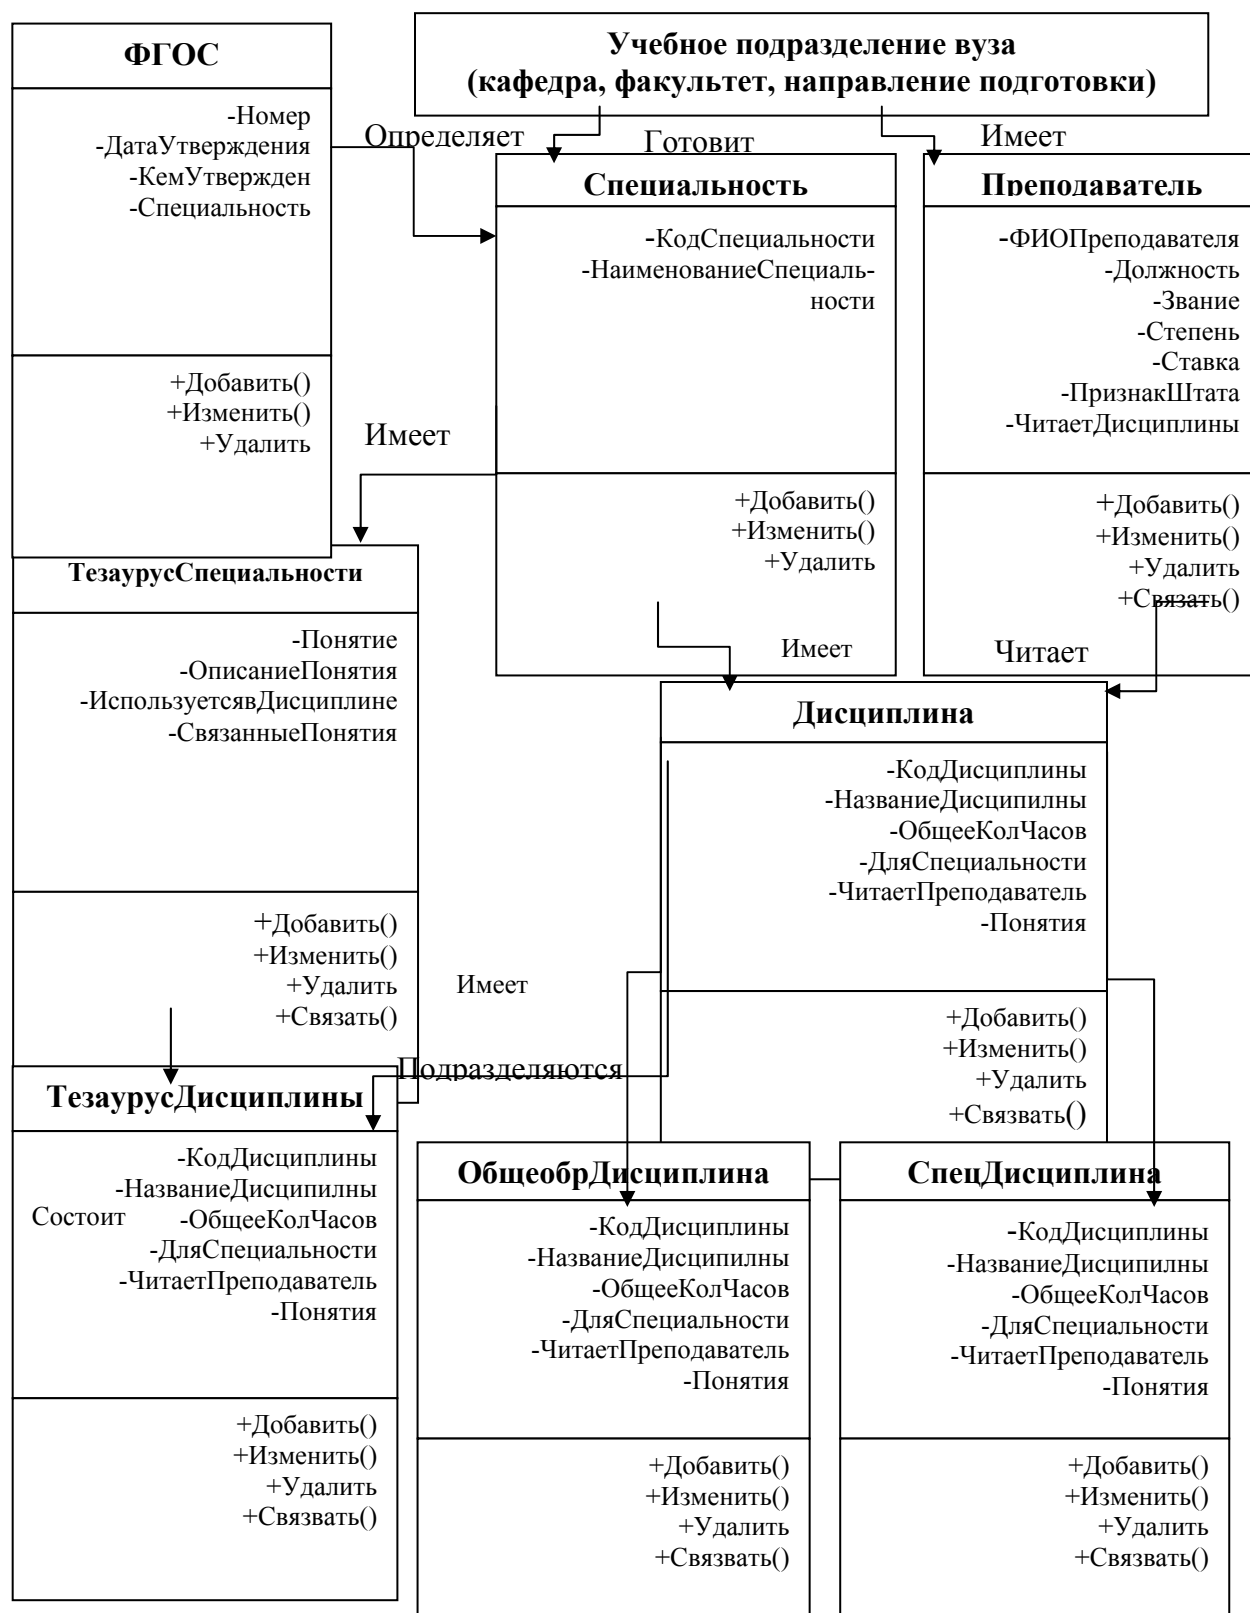 ФГОС
-Номер
-ДатаУтверждения
-КемУтвержден
-Специальность
+Добавить()
+Изменить()
+Удалить
Учебное подразделение вуза
(кафедра, факультет, направление подготовки)
Определяет
Готовит
Имеет
Специальность
-КодСпециальности
-НаименованиеСпециаль-
ности
+Добавить()
+Изменить()
+Удалить
Преподаватель
-ФИОПреподавателя
-Должность
-Звание
-Степень
-Ставка
-ПризнакШтата
-ЧитаетДисциплины
+Добавить()
+Изменить()
+Удалить
+Связать()
Имеет
ТезаурусСпециальности
-Понятие
-ОписаниеПонятия
-ИспользуетсявДисциплине
-СвязанныеПонятия
+Добавить()
+Изменить()
+Удалить
+Связать()
Имеет
Читает
Дисциплина
-КодДисциплины
-НазваниеДисципилны
-ОбщееКолЧасов
-ДляСпециальности
-ЧитаетПреподаватель
-Понятия
+Добавить()
+Изменить()
+Удалить
+Связвать()
Имеет
Подразделяются
ТезаурусДисциплины
-КодДисциплины
-НазваниеДисципилны
Состоит
-ОбщееКолЧасов
-ДляСпециальности
-ЧитаетПреподаватель
-Понятия
+Добавить()
+Изменить()
+Удалить
+Связвать()
ОбщеобрДисциплина
-КодДисциплины
-НазваниеДисципилны
-ОбщееКолЧасов
-ДляСпециальности
-ЧитаетПреподаватель
-Понятия
+Добавить()
+Изменить()
+Удалить
+Связвать()
СпецДисциплина
-КодДисциплины
-НазваниеДисципилны
-ОбщееКолЧасов
-ДляСпециальности
-ЧитаетПреподаватель
-Понятия
+Добавить()
+Изменить()
+Удалить
+Связвать()